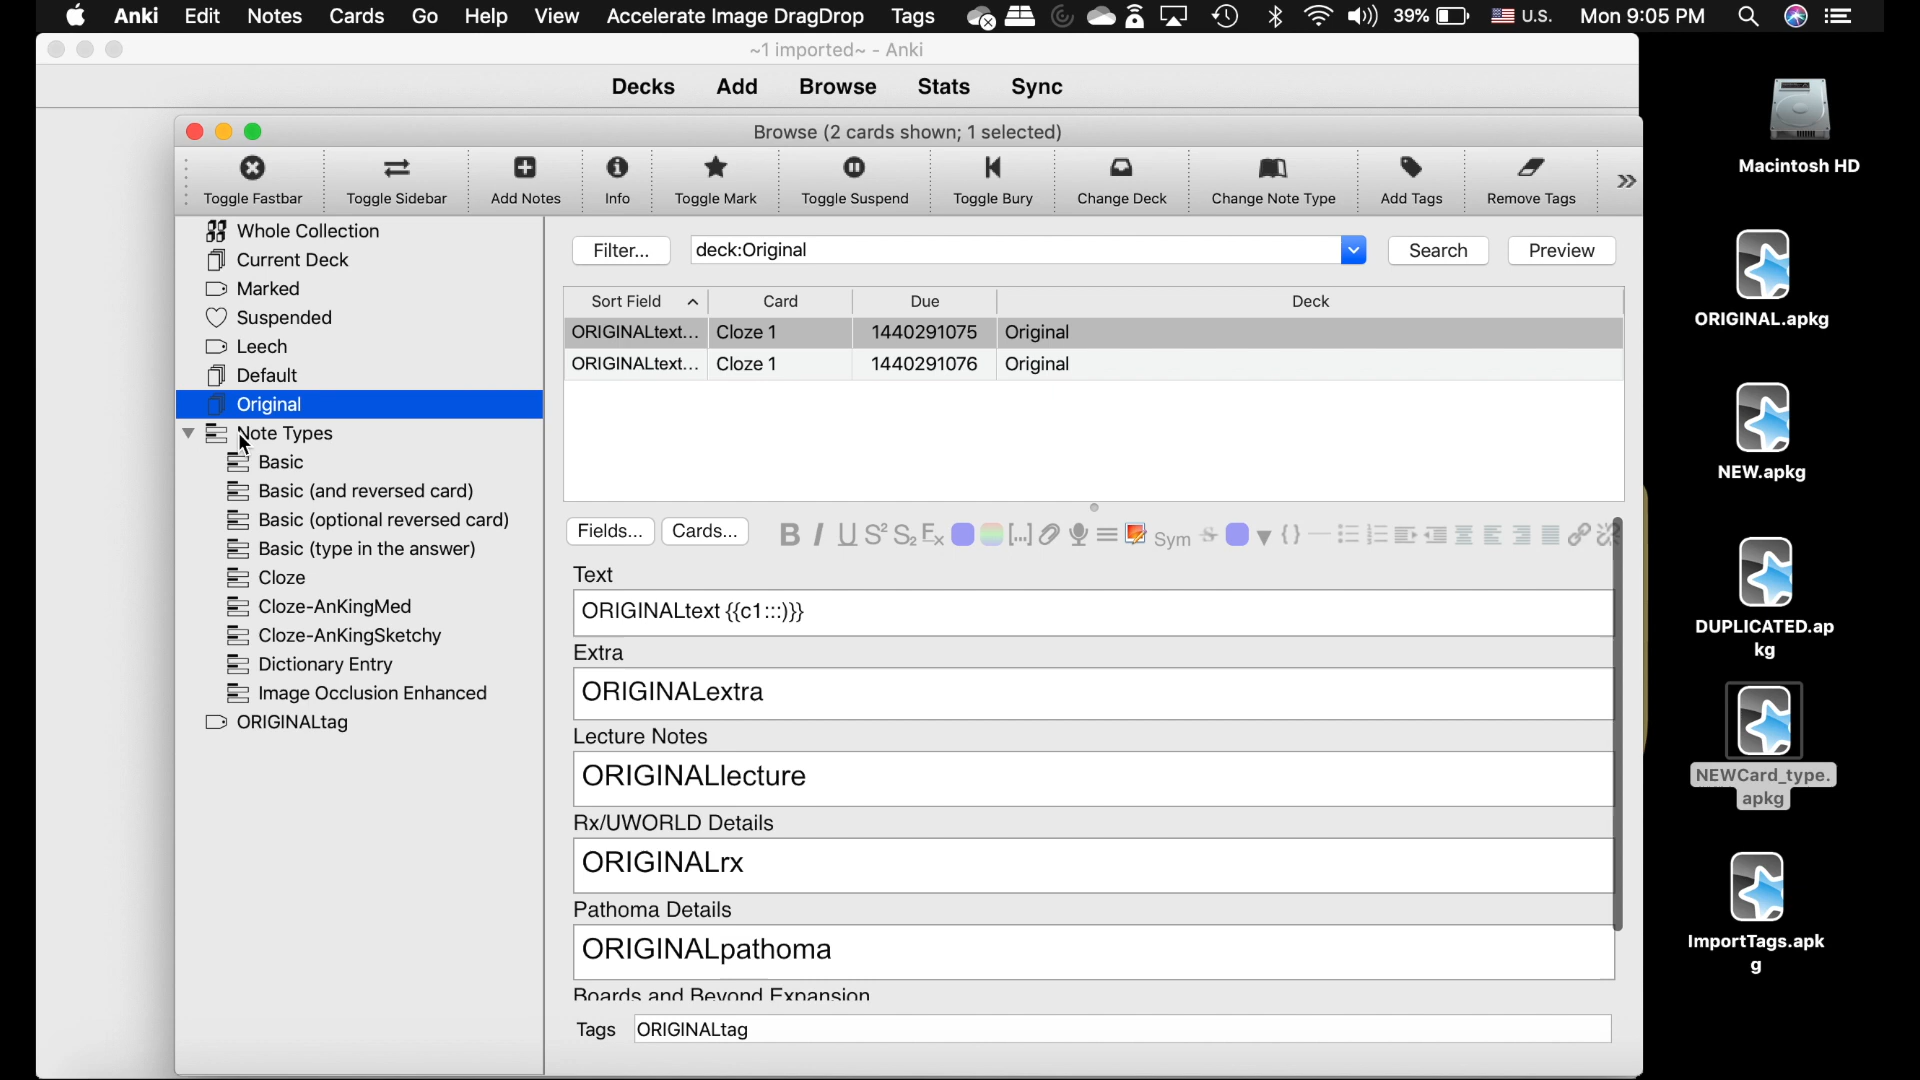 Anki Edit Notes Cards Go Help View Accelerate Image DragDrop Tags 39% U.S. Mon 9:05 PM
~1 imported~ - Anki
Decks Add Browse Stats Sync
Browse (2 cards shown; 1 selected)
Toggle Fastbar Toggle Sidebar Add Notes Info Toggle Mark Toggle Suspend Toggle Bury Change Deck Change Note Type Add Tags Remove Tags »
Whole Collection
Current Deck
Marked
Suspended
Leech
Default
Original
Note Types
Basic
Basic (and reversed card)
Basic (optional reversed card)
Basic (type in the answer)
Cloze
Cloze-AnKingMed
Cloze-AnKingSketchy
Dictionary Entry
Image Occlusion Enhanced
ORIGINALtag
Filter... deck:Original Search Preview
Sort Field Card Due Deck
ORIGINALtext... Cloze 1 1440291075 Original
ORIGINALtext... Cloze 1 1440291076 Original
Fields... Cards... B I U S² S₂ Fx [...] Sym S {}
Text
ORIGINALtext {{c1:::)}}
Extra
ORIGINALextra
Lecture Notes
ORIGINALlecture
Rx/UWORLD Details
ORIGINALrx
Pathoma Details
ORIGINALpathoma
Boards and Beyond Expansion
Tags ORIGINALtag
Macintosh HD
ORIGINAL.apkg
NEW.apkg
DUPLICATED.ap
kg
NEWCard_type.
apkg
ImportTags.apk
g